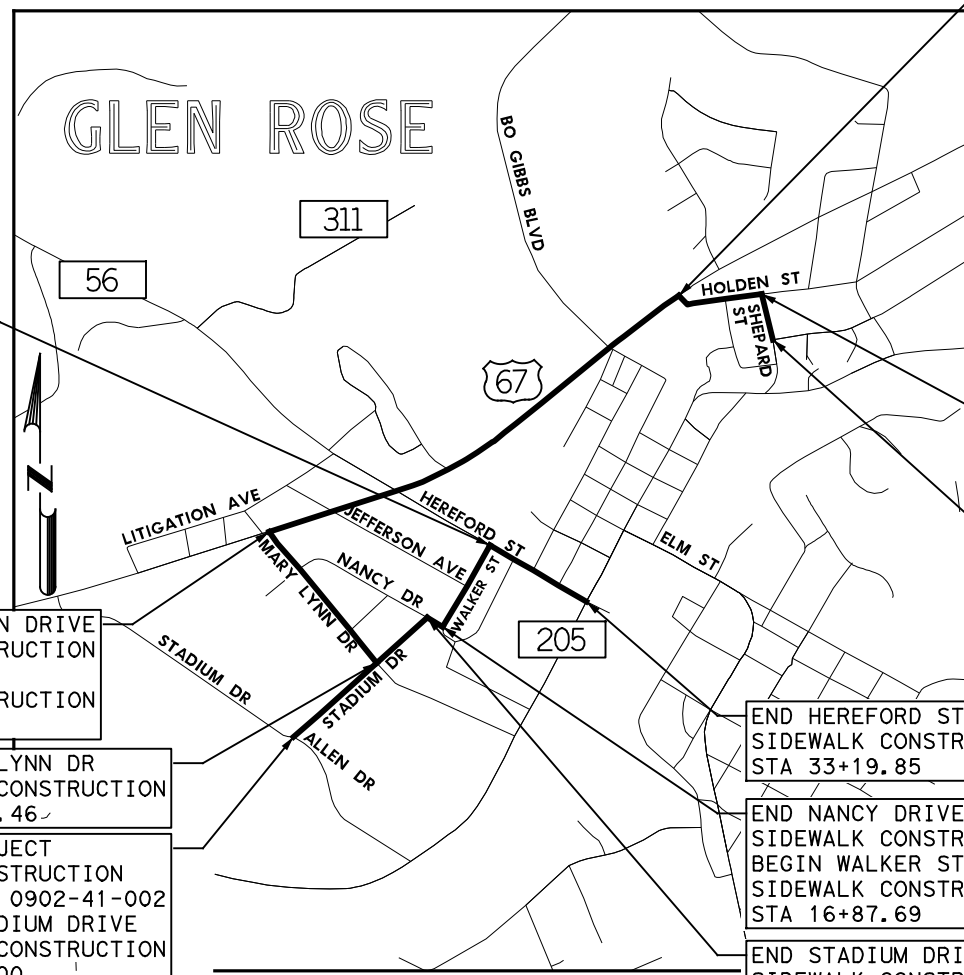 GLEN ROSE
311
56
BO GIBBS BLVD
HOLDEN ST
SHEPARD
ST
67
LITIGATION AVE
HEREFORD ST
JEFFERSON AVE
NANCY DR
WALKER ST
ELM ST
MARY LYNN DR
205
STADIUM DR
STADIUM DR
ALLEN DR
N
N DRIVE
RUCTION
RUCTION
LYNN DR
CONSTRUCTION
.46
JECT
STRUCTION
0902-41-002
DIUM DRIVE
CONSTRUCTION
END HEREFORD ST
SIDEWALK CONSTR
STA 33+19.85
END NANCY DRIVE
SIDEWALK CONSTR
BEGIN WALKER ST
SIDEWALK CONSTR
STA 16+87.69
END STADIUM DRI